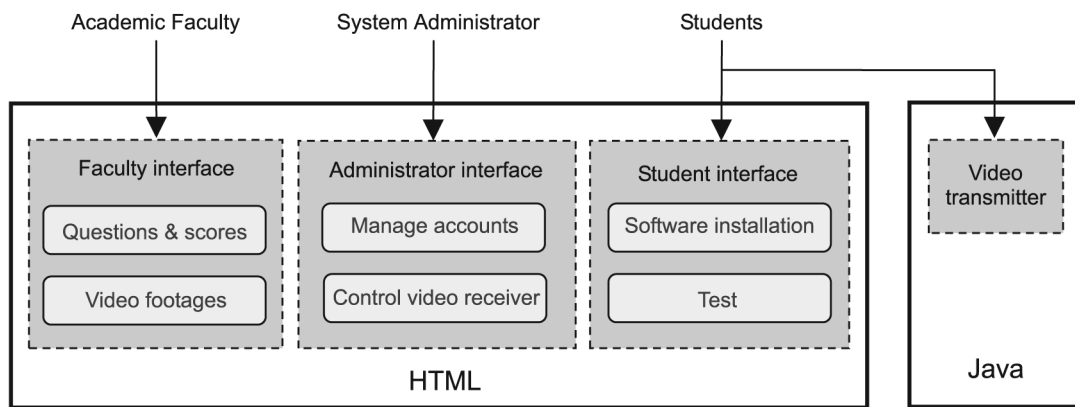 Academic Faculty
System Administrator
Students
Faculty interface
Questions & scores
Video footages
Administrator interface
Manage accounts
Control video receiver
Student interface
Software installation
Test
Video
transmitter
HTML
Java